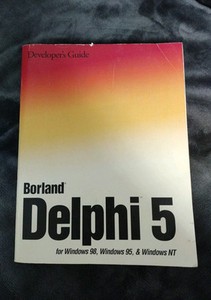 Developer's Guide
Borland
Delphi 5
for Windows 98, Windows 95, & Windows NT